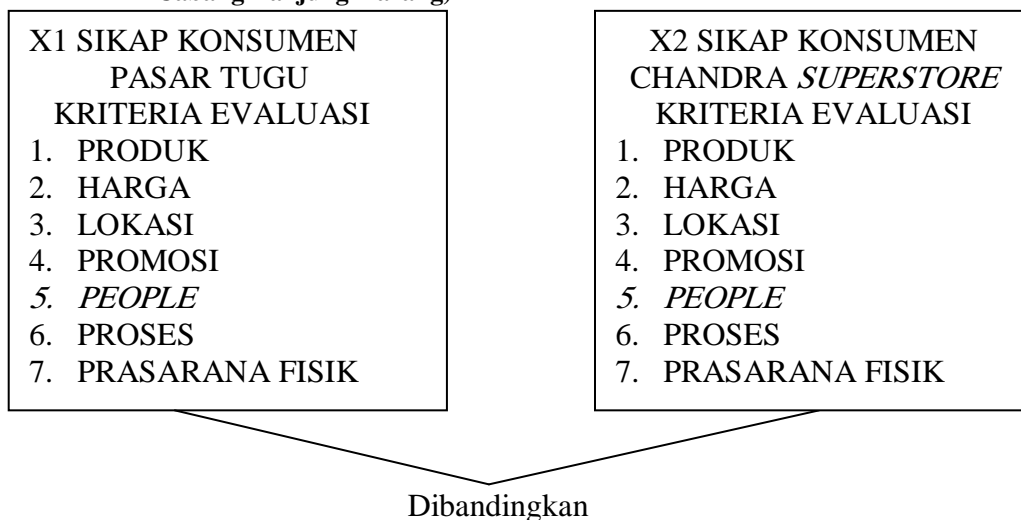 X1 SIKAP KONSUMEN
PASAR TUGU
KRITERIA EVALUASI
1. PRODUK
2. HARGA
3. LOKASI
4. PROMOSI
5. PEOPLE
6. PROSES
7. PRASARANA FISIK
X2 SIKAP KONSUMEN
CHANDRA SUPERSTORE
KRITERIA EVALUASI
1. PRODUK
2. HARGA
3. LOKASI
4. PROMOSI
5. PEOPLE
6. PROSES
7. PRASARANA FISIK
Dibandingkan